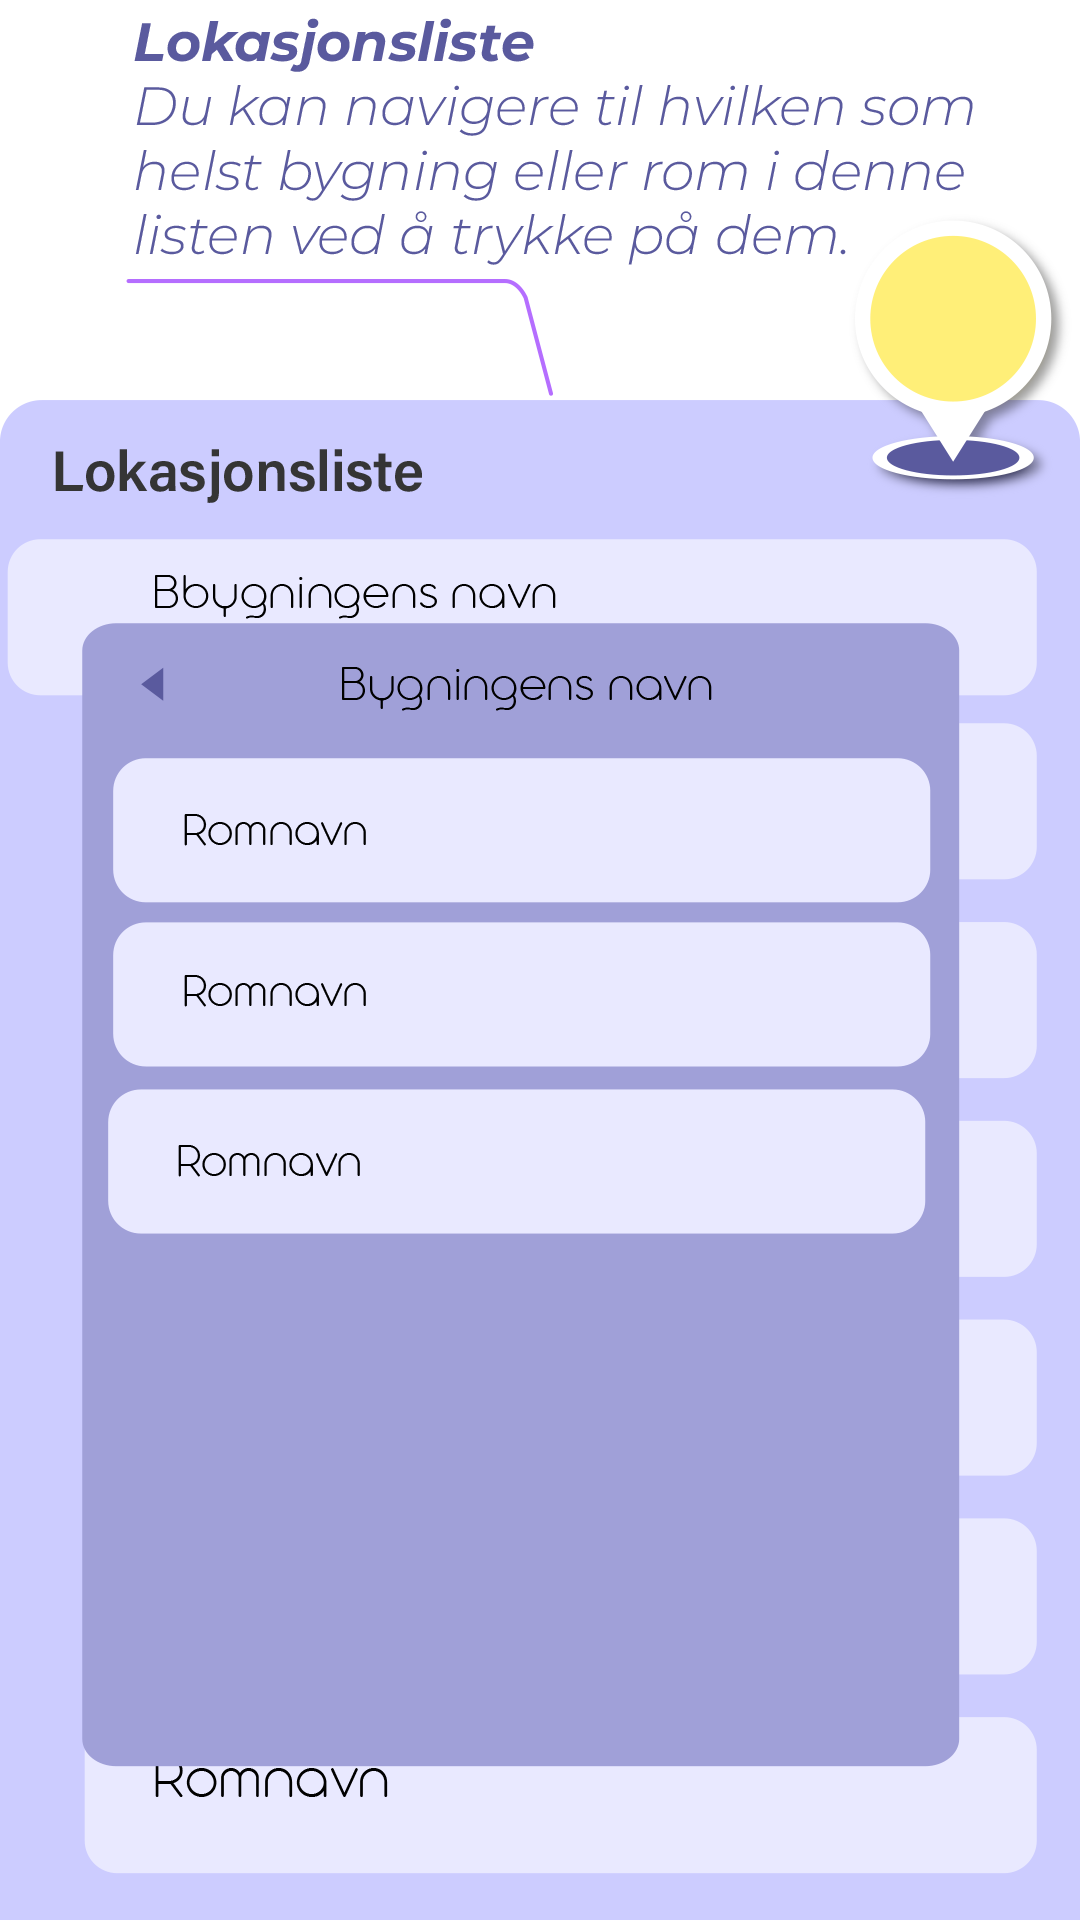 Lokasjonsliste
Du kan navigere til hvilken som
helst bygning eller rom i denne
listen ved å trykke på dem.
Lokasjonsliste
Bbygningens navn
Bygningens navn
Romnavn
Romnavn
Romnavn
Romnavn